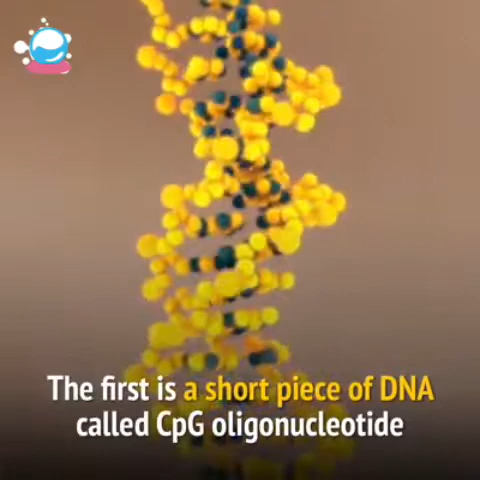 The first is a short piece of DNA
called CpG oligonucleotide